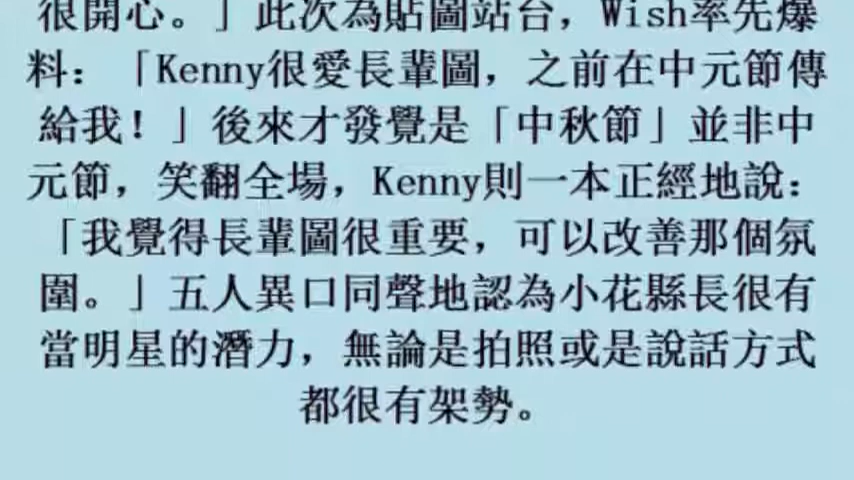 很開心。」此次為貼圖站台，Wish率先爆
料：「Kenny很愛長輩圖，之前在中元節傳
給我！」後來才發覺是「中秋節」並非中
元節，笑翻全場，Kenny則一本正經地說：
「我覺得長輩圖很重要，可以改善那個氛
圍。」五人異口同聲地認為小花縣長很有
當明星的潛力，無論是拍照或是說話方式
都很有架勢。